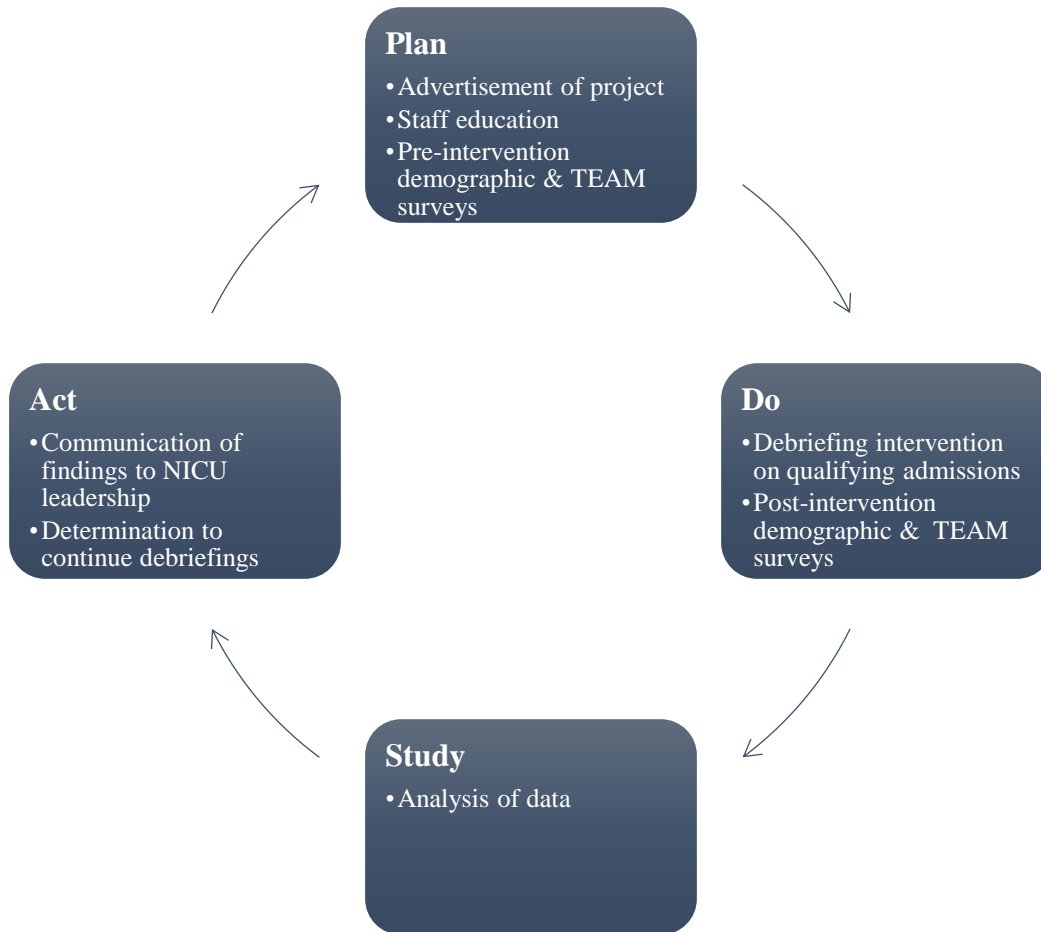 Plan
•Advertisement of project
•Staff education
•Pre-intervention
demographic & TEAM
surveys
Do
•Debriefing intervention
on qualifying admissions
•Post-intervention
demographic &  TEAM
surveys
Study
•Analysis of data
Act
•Communication of
findings to NICU
leadership
•Determination to
continue debriefings